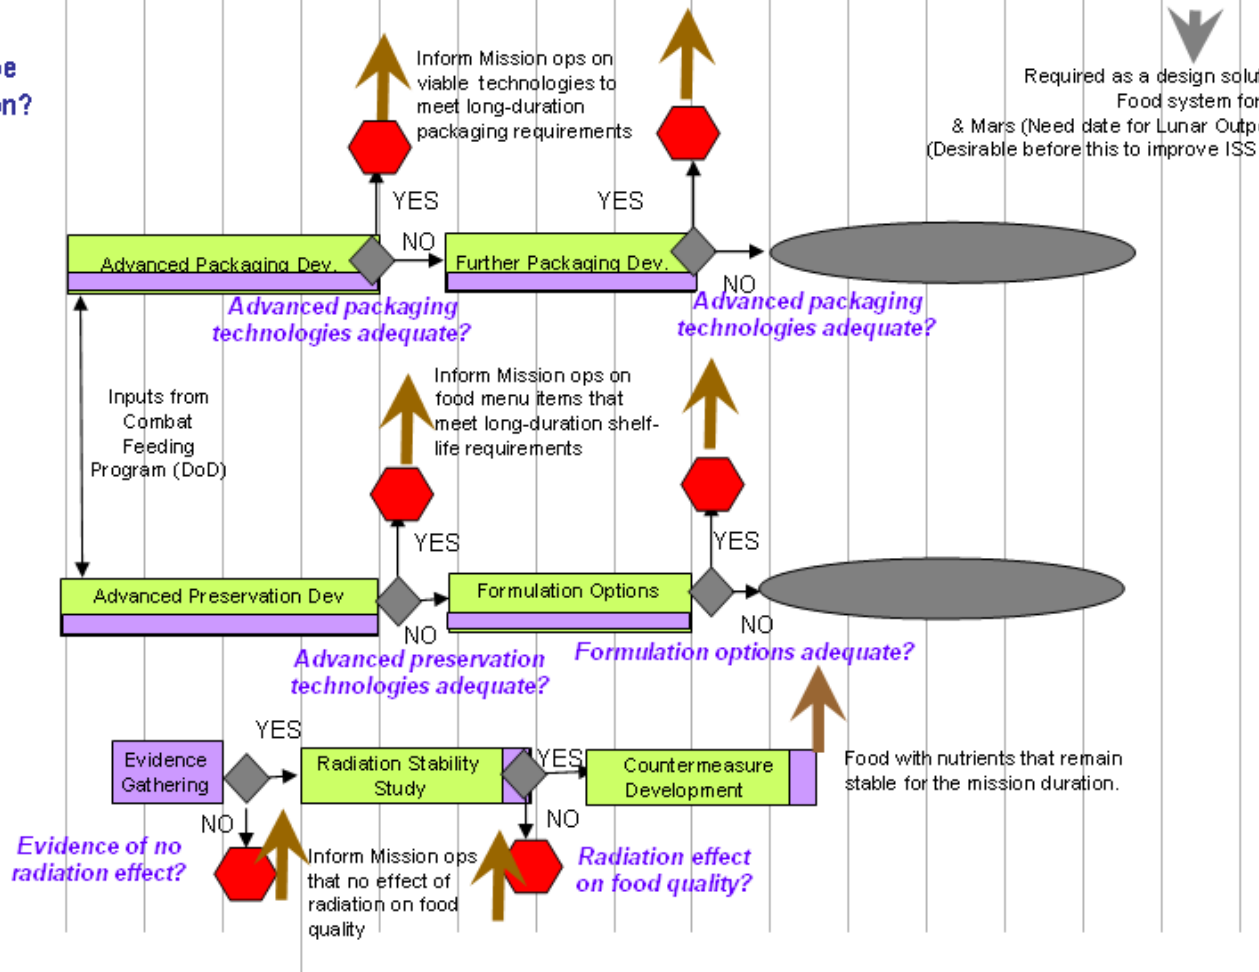 Inform Mission ops on
viable technologies to
meet long-duration
packaging requirements
Required as a design
Food system for
& Mars (Need date for Lunar
(Desirable before this to improve ISS
YES
YES
NO
Advanced Packaging Dev.
Further Packaging Dev.
NO
Advanced packaging
technologies adequate?
Advanced packaging
technologies adequate?
Inform Mission ops on
food menu items that
meet long-duration shelf-
life requirements
Inputs from
Combat
Feeding
Program (DoD)
YES
YES
Advanced Preservation Dev
Formulation Options
NO
NO
Advanced preservation
technologies adequate?
Formulation options adequate?
YES
YES
Evidence
Gathering
Radiation Stability
Study
Countermeasure
Development
Food with nutrients that remain
stable for the mission duration.
NO
NO
Evidence of no
radiation effect?
Inform Mission ops
that no effect of
radiation on food
quality
Radiation effect
on food quality?